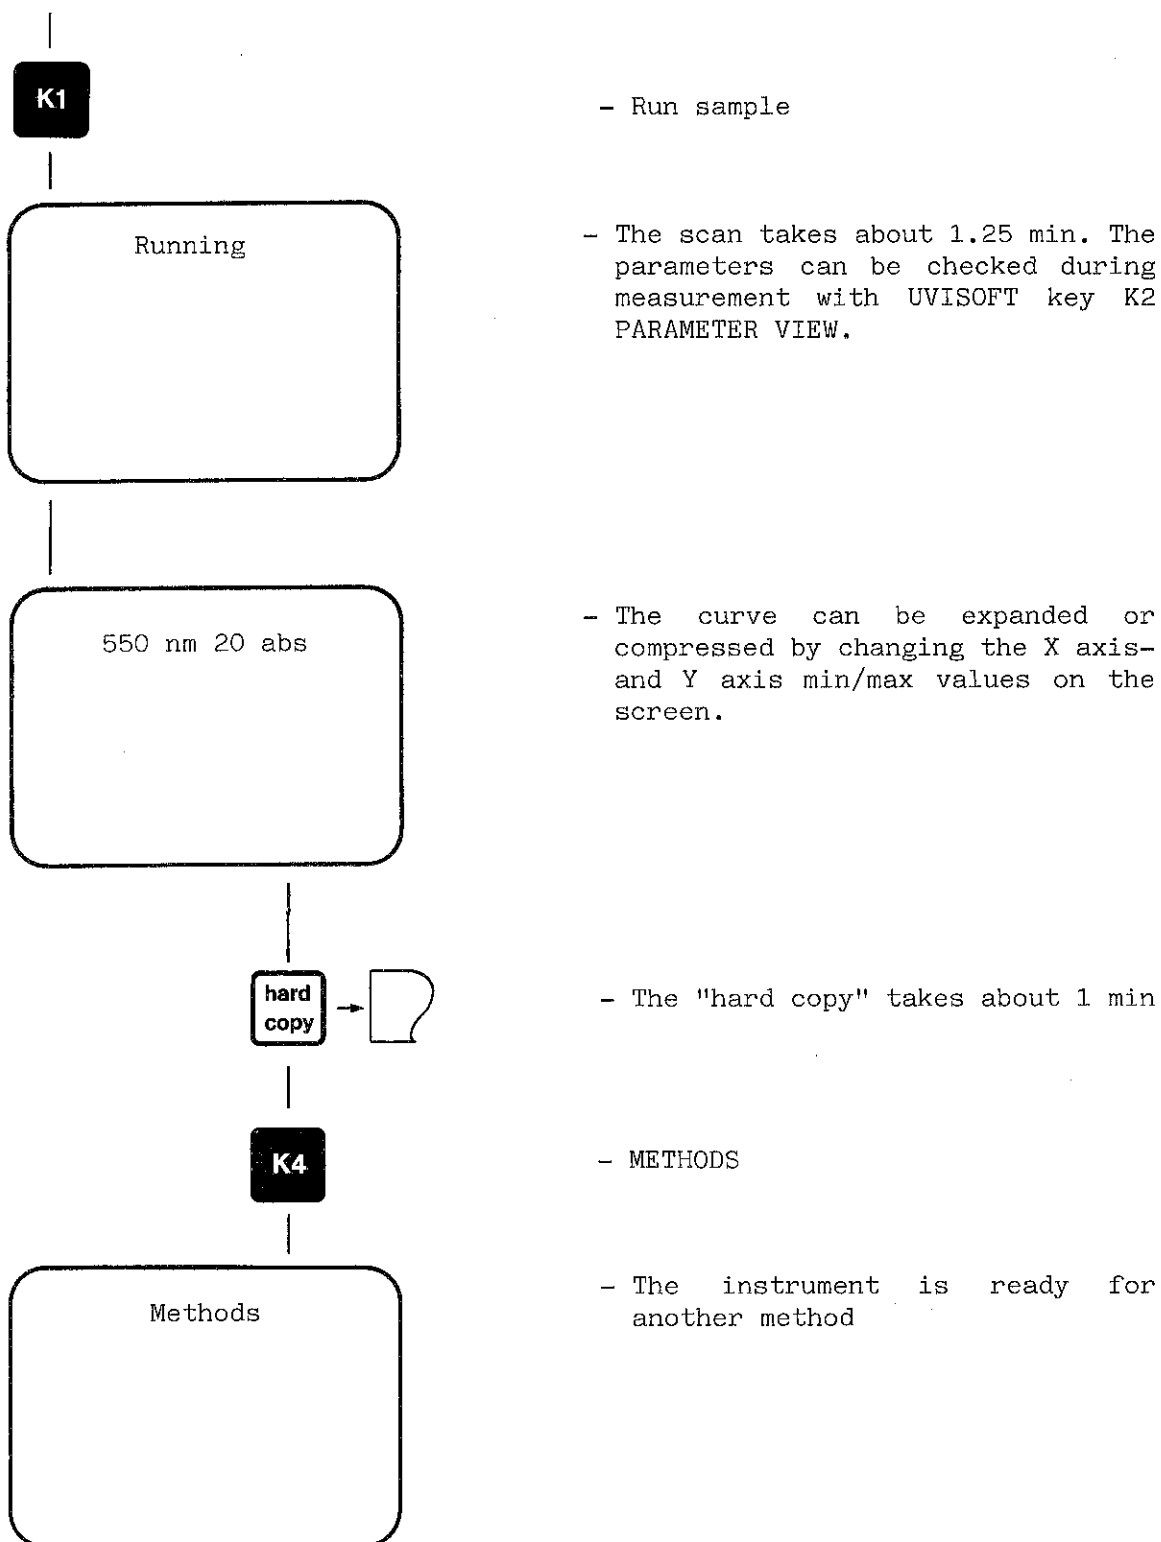 K1
– Run sample
Running
– The scan takes about 1.25 min. The
parameters can be checked during
measurement with UVISOFT key K2
PARAMETER VIEW.
550 nm 20 abs
– The curve can be expanded or
compressed by changing the X axis–
and Y axis min/max values on the
screen.
hard
copy
– The "hard copy" takes about 1 min
K4
– METHODS
Methods
– The instrument is ready for
another method